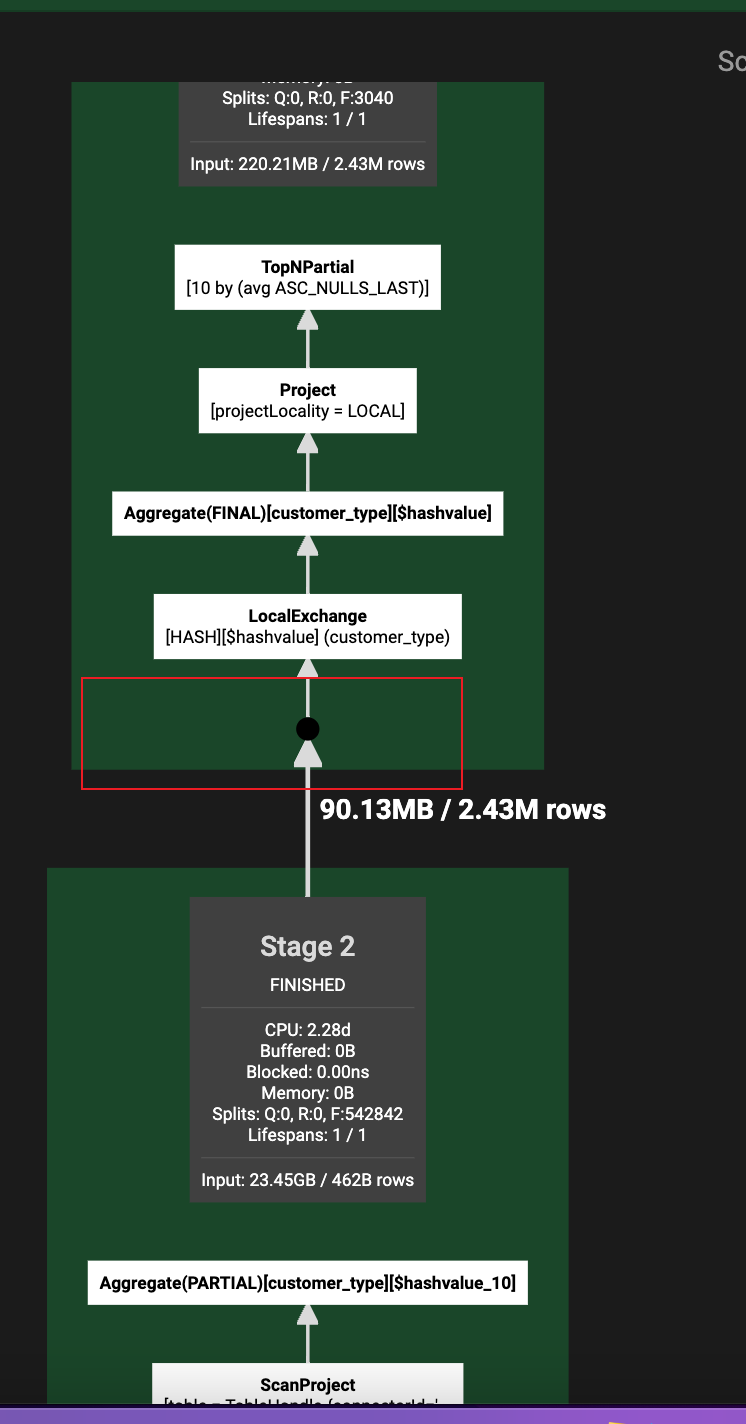 Sc
Splits: Q:0, R:0, F:3040
Lifespans: 1 / 1
Input: 220.21MB / 2.43M rows
TopNPartial
[10 by (avg ASC_NULLS_LAST)]
Project
[projectLocality = LOCAL]
Aggregate(FINAL)[customer_type][$hashvalue]
LocalExchange
[HASH][$hashvalue] (customer_type)
90.13MB / 2.43M rows
Stage 2
FINISHED
CPU: 2.28d
Buffered: 0B
Blocked: 0.00ns
Memory: 0B
Splits: Q:0, R:0, F:542842
Lifespans: 1 / 1
Input: 23.45GB / 462B rows
Aggregate(PARTIAL)[customer_type][$hashvalue_10]
ScanProject